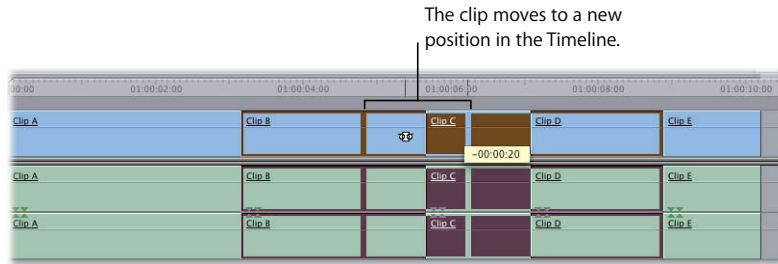 The clip moves to a new
position in the Timeline.
00:00 01:00:02:00 01:00:04:00 01:00:06:00 01:00:08:00 01:00:10:00
Clip A Clip B Clip C Clip D Clip E
-00:00:20
Clip A Clip B Clip C Clip D Clip E
Clip A Clip B Clip C Clip D Clip E